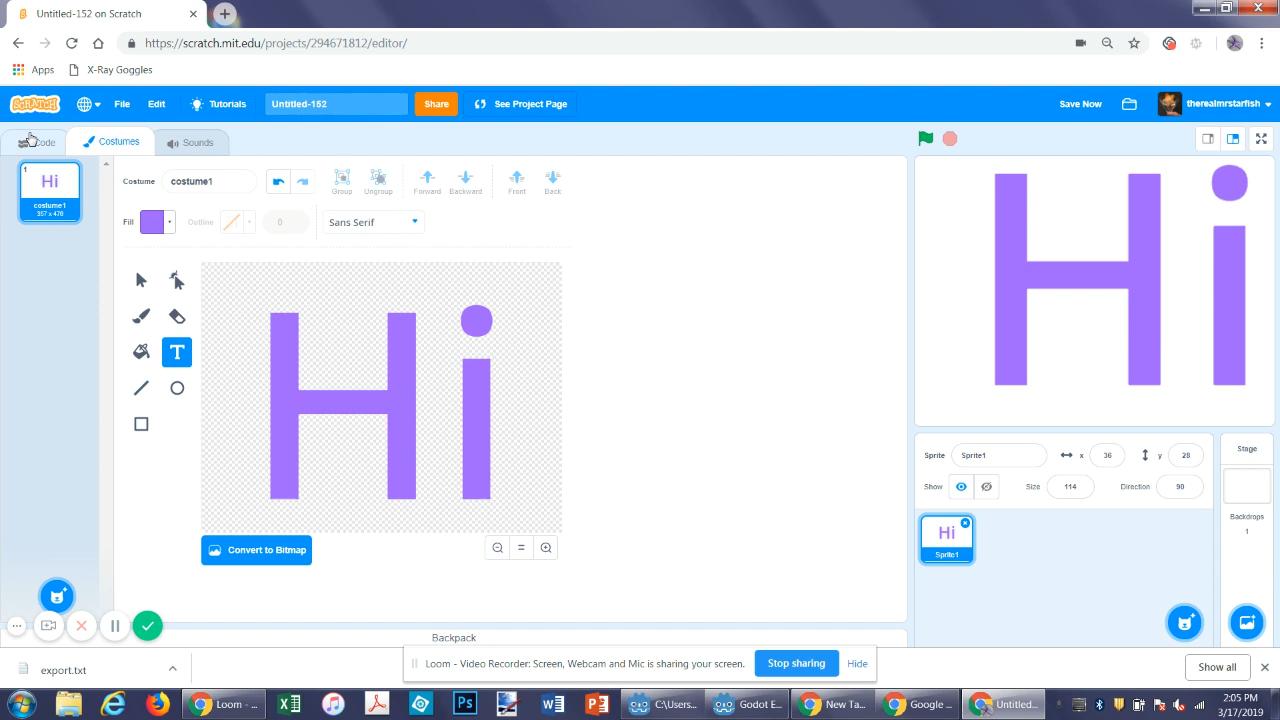 Untitled-152 on Scratch
https://scratch.mit.edu/projects/294671812/editor/
Apps X-Ray Goggles
SCRATCH File Edit Tutorials Untitled-152 Share See Project Page Save Now therealmrstarfish
Code Costumes Sounds
1
Hi
costume1
357 x 470
Costume costume1 Group Ungroup Forward Backward Front Back
Fill Outline 0 Sans Serif
T
Hi
Convert to Bitmap
Hi
Sprite Sprite1 x 36 y 28
Show Size 114 Direction 90
Hi
Sprite1
Stage
Backdrops
1
Backpack
export.txt
Loom - Video Recorder: Screen, Webcam and Mic is sharing your screen. Stop sharing Hide
Show all
Loom - ... C:\Users... Godot E... New Ta... Google ... Untitled...
2:05 PM
3/17/2019